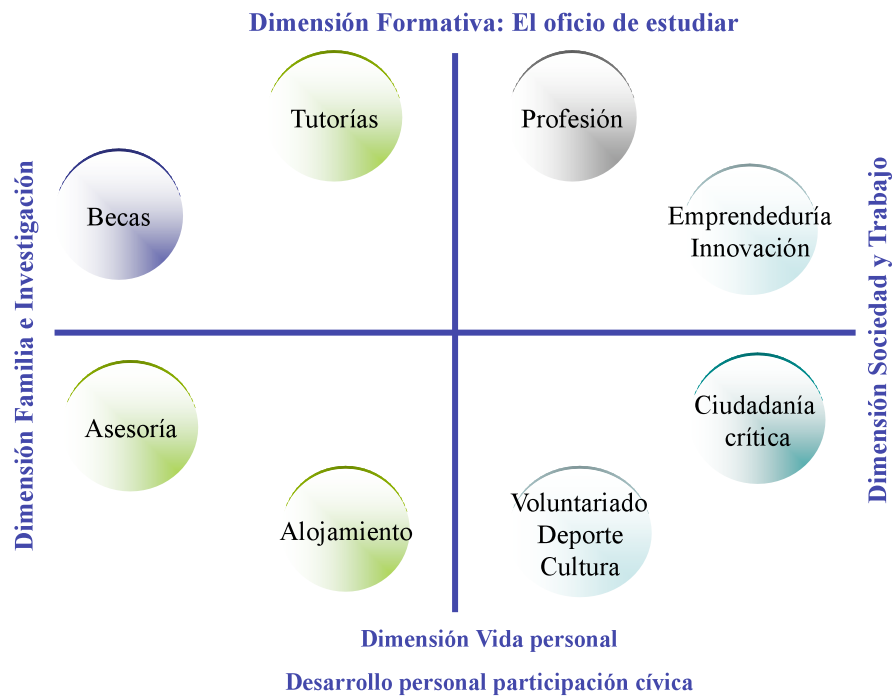 Dimensión Formativa: El oficio de estudiar
Tutorías
Profesión
Becas
Emprendeduría
Innovación
Dimensión Familia e Investigación
Dimensión Sociedad y Trabajo
Asesoría
Ciudadanía
crítica
Alojamiento
Voluntariado
Deporte
Cultura
Dimensión Vida personal
Desarrollo personal participación cívica